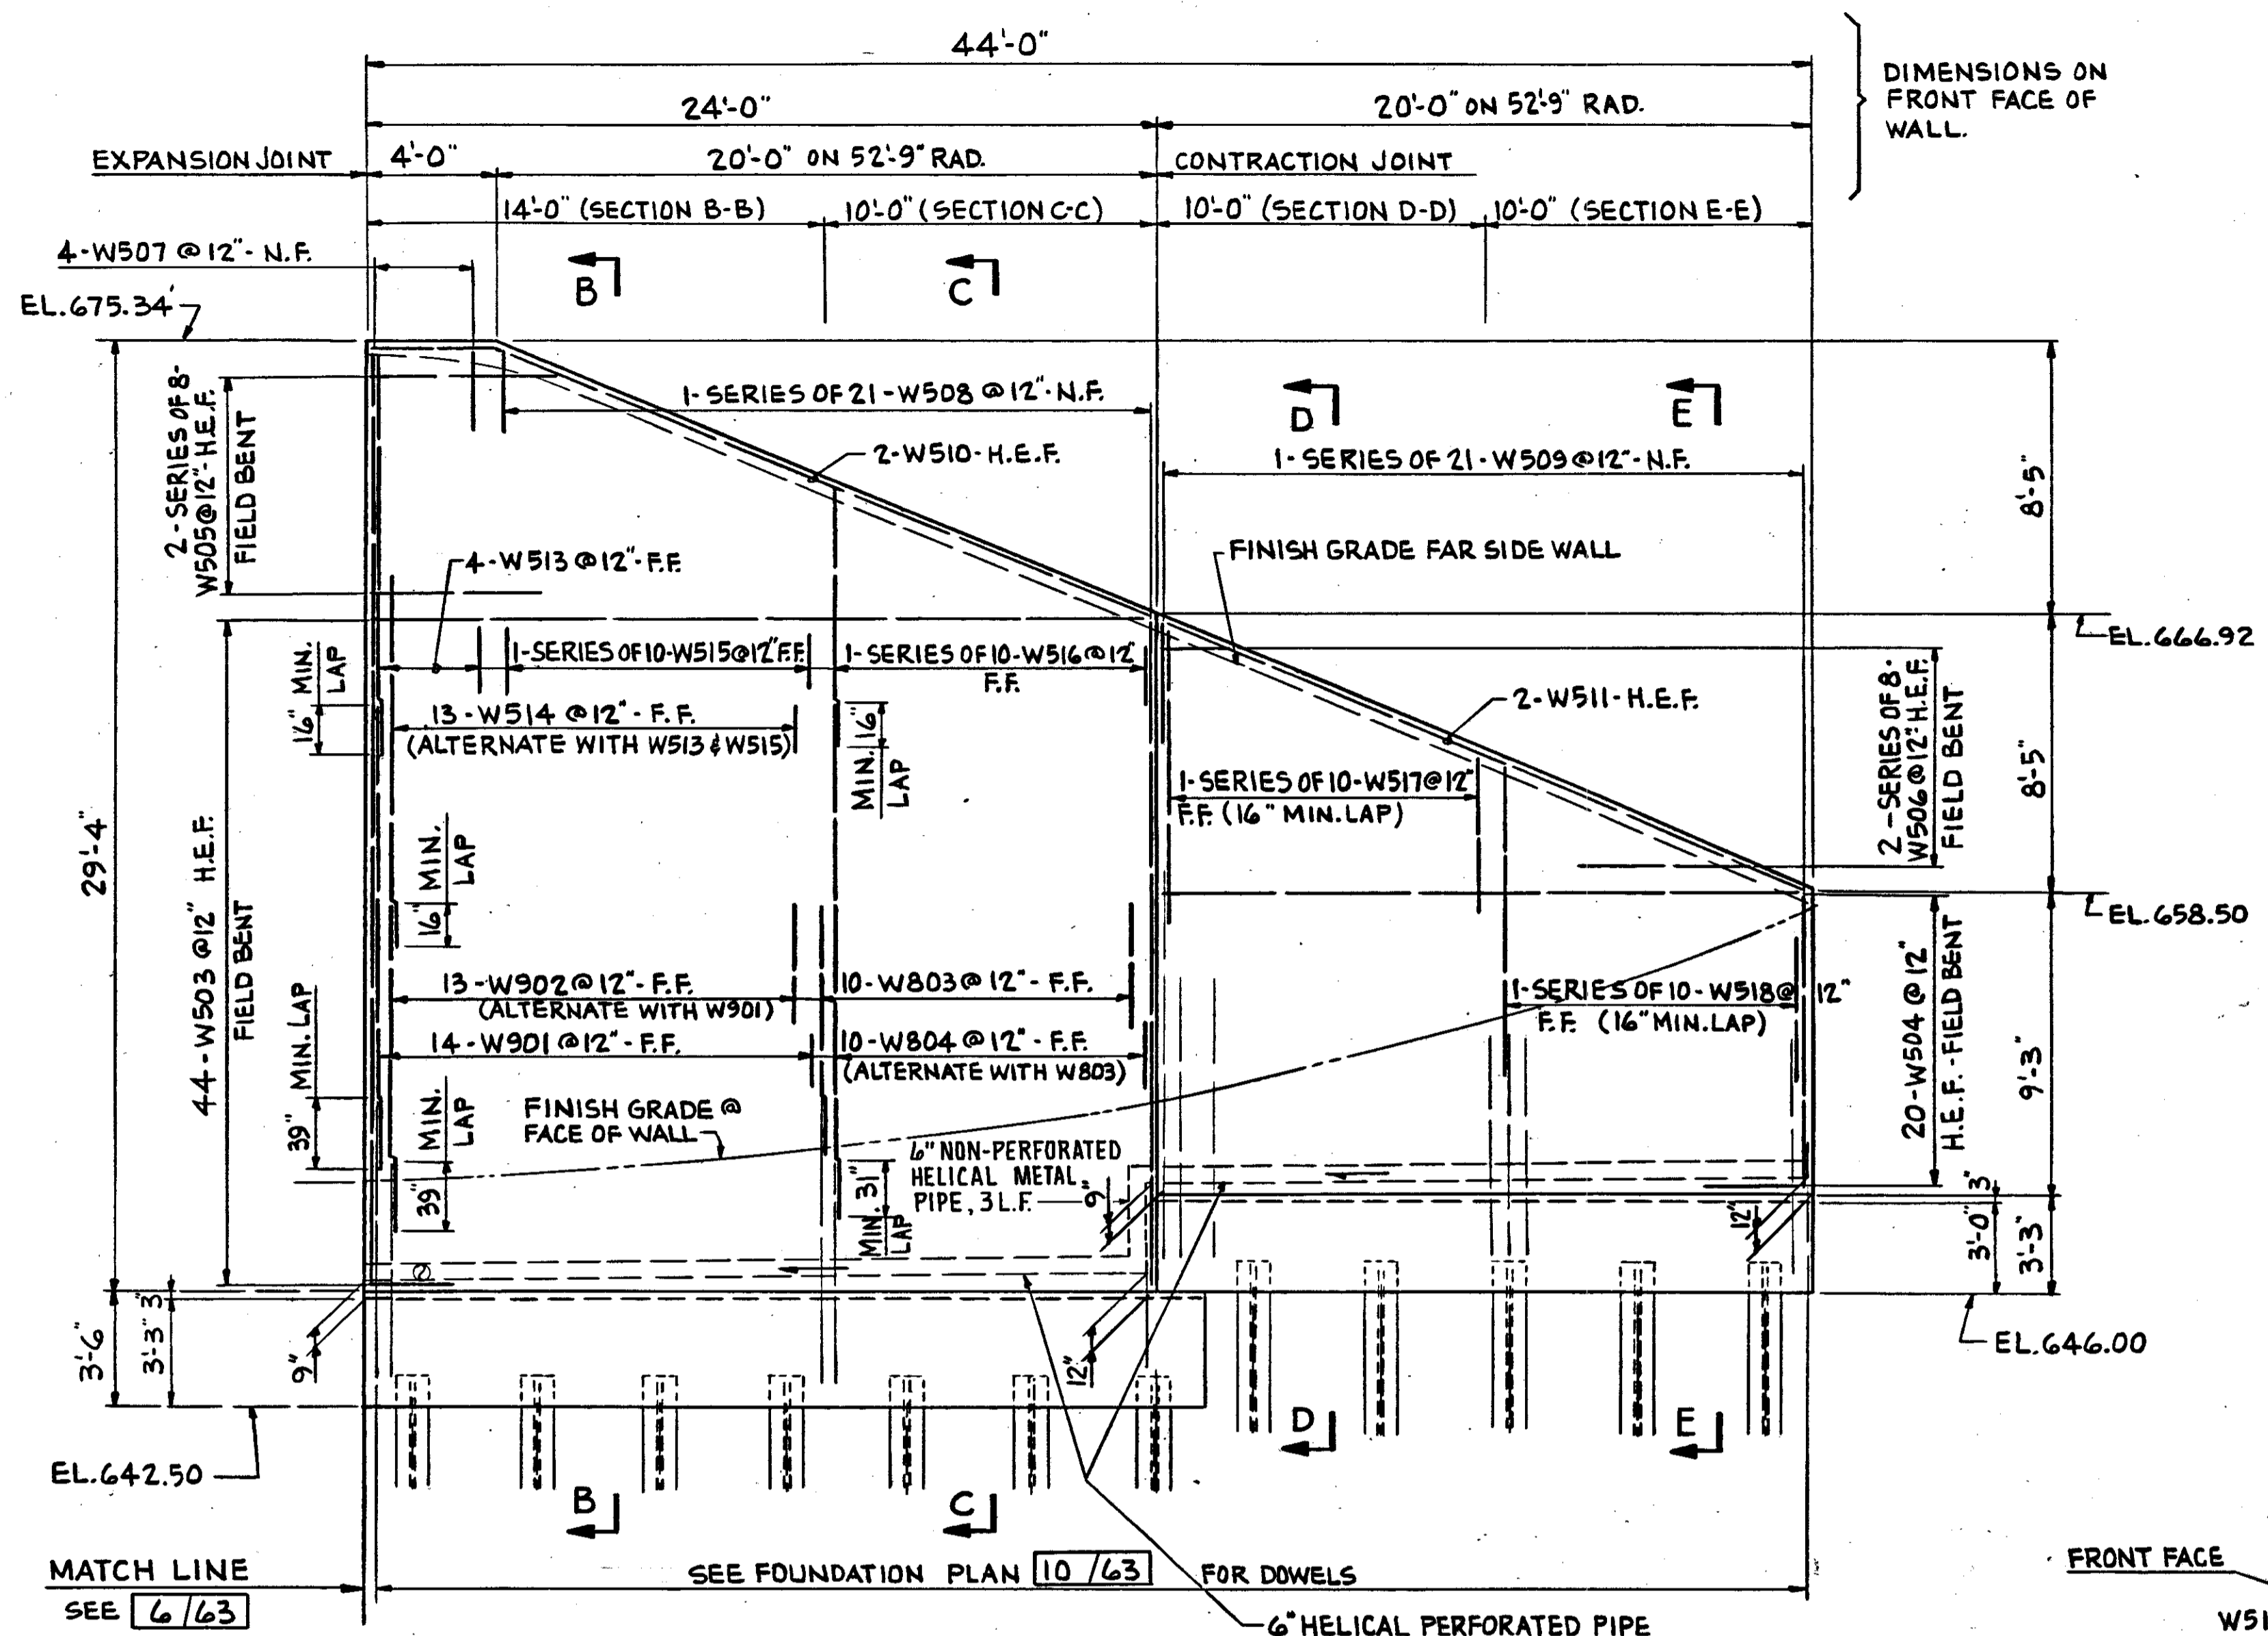 44'-0"
DIMENSIONS ON
FRONT FACE OF
WALL.
24'-0"
20'-0" ON 52'-9" RAD.
EXPANSION JOINT
4'-0"
20'-0" ON 52'-9" RAD.
CONTRACTION JOINT
14'-0" (SECTION B-B)
10'-0" (SECTION C-C)
10'-0" (SECTION D-D)
10'-0" (SECTION E-E)
4-W507 @ 12"- N.F.
B
C
EL.675.34'
2-SERIES OF 8-
W505@12"-H.E.F.
FIELD BENT
1-SERIES OF 21-W508 @ 12"-N.F.
D
E
2-W510-H.E.F.
1-SERIES OF 21-W509@12"-N.F.
8'-5"
4-W513 @ 12"-F.F.
FINISH GRADE FAR SIDE WALL
EL.666.92
16" MIN.
LAP
1-SERIES OF 10-W515@12" F.F.
1-SERIES OF 10-W516@12"
F.F.
13-W514 @ 12"- F.F.
(ALTERNATE WITH W513 & W515)
MIN. 16"
LAP
2-W511-H.E.F.
2-SERIES OF 8-
W506@12"-H.E.F.
FIELD BENT
8'-5"
1-SERIES OF 10-W517@12"
F.F. (16" MIN. LAP)
29'-4"
44-W503 @12" H.E.F.
FIELD BENT
16" MIN.
LAP
EL.658.50
13-W902@12"- F.F.
(ALTERNATE WITH W901)
10-W803@12"- F.F.
1-SERIES OF 10-W518@ 12"
F.F. (16" MIN. LAP)
20-W504 @ 12"
H.E.F.-FIELD BENT
9'-3"
14-W901 @12"- F.F.
10-W804@12"- F.F.
(ALTERNATE WITH W803)
39" MIN. LAP
39" MIN.
LAP
FINISH GRADE @
FACE OF WALL
6" NON-PERFORATED
HELICAL METAL
PIPE, 3 L.F.
9"
MIN. 31"
LAP
12"
3"
3'-0"
3'-3"
3"
3'-6"
3'-3"
9"
12"
EL.646.00
D
E
EL.642.50
B
C
MATCH LINE
SEE 6/63
SEE FOUNDATION PLAN 10/63 FOR DOWELS
6" HELICAL PERFORATED PIPE
FRONT FACE